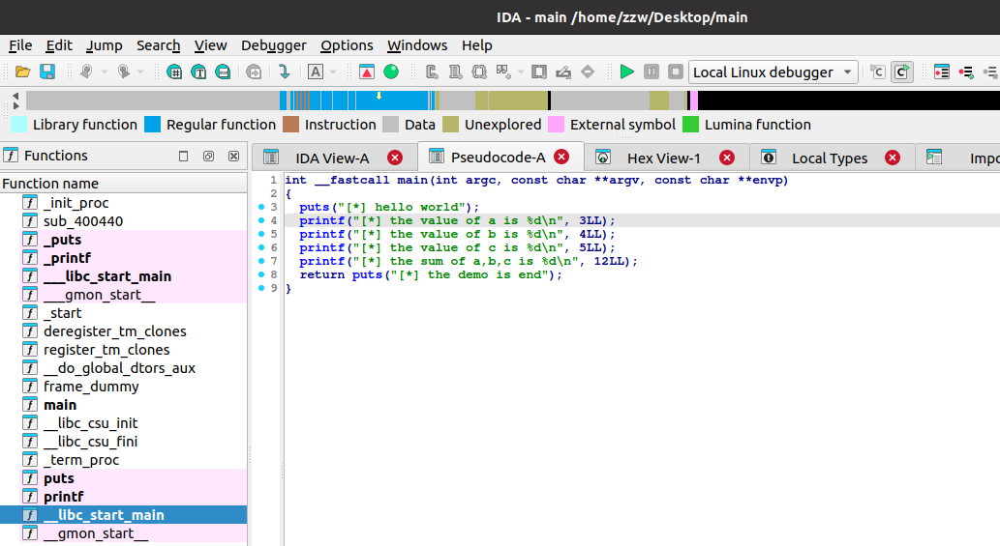 IDA - main /home/zzw/Desktop/main
File Edit Jump Search View Debugger Options Windows Help
Local Linux debugger
Library function Regular function Instruction Data Unexplored External symbol Lumina function
Functions
Function name
_init_proc
sub_400440
_puts
_printf
___libc_start_main
___gmon_start__
_start
deregister_tm_clones
register_tm_clones
__do_global_dtors_aux
frame_dummy
main
__libc_csu_init
__libc_csu_fini
_term_proc
puts
printf
__libc_start_main
__gmon_start__
IDA View-A Pseudocode-A Hex View-1 Local Types Impo
1 int __fastcall main(int argc, const char **argv, const char **envp)
2 {
3 puts("[*] hello world");
4 printf("[*] the value of a is %d\n", 3LL);
5 printf("[*] the value of b is %d\n", 4LL);
6 printf("[*] the value of c is %d\n", 5LL);
7 printf("[*] the sum of a,b,c is %d\n", 12LL);
8 return puts("[*] the demo is end");
9 }